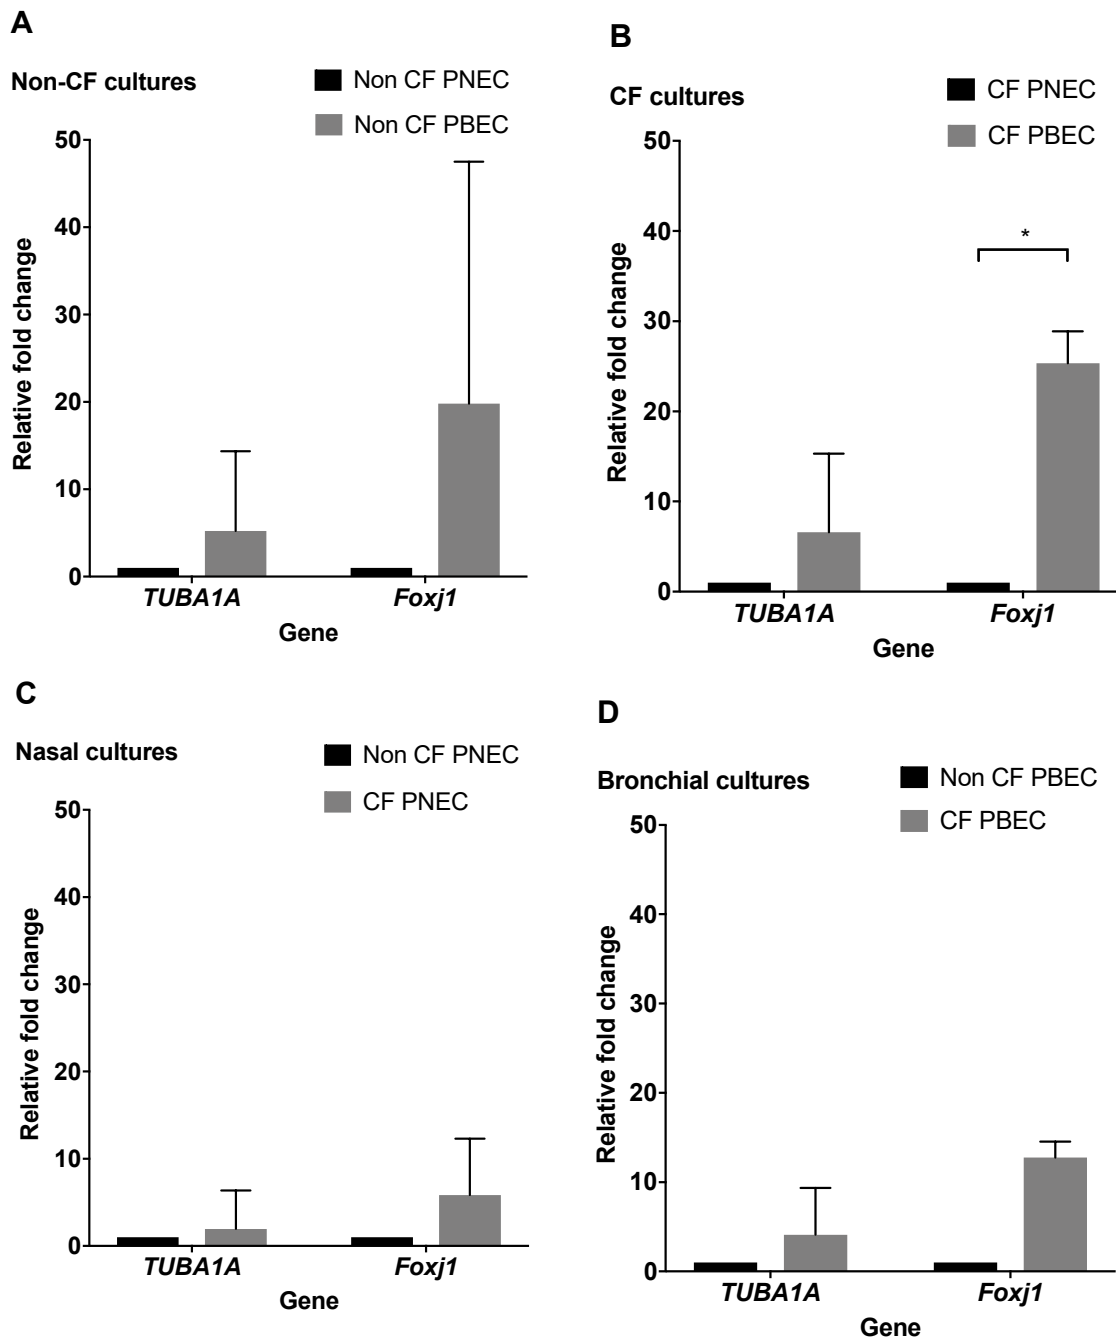 A
Non-CF cultures
Non CF PNEC
Non CF PBEC
50
40
30
20
10
0
Relative fold change
TUBA1A Foxj1
Gene
B
CF cultures
CF PNEC
CF PBEC
50
40
30
20
10
0
Relative fold change
*
TUBA1A Foxj1
Gene
C
Nasal cultures
Non CF PNEC
CF PNEC
50
40
30
20
10
0
Relative fold change
TUBA1A Foxj1
Gene
D
Bronchial cultures
Non CF PBEC
CF PBEC
50
40
30
20
10
0
Relative fold change
TUBA1A Foxj1
Gene